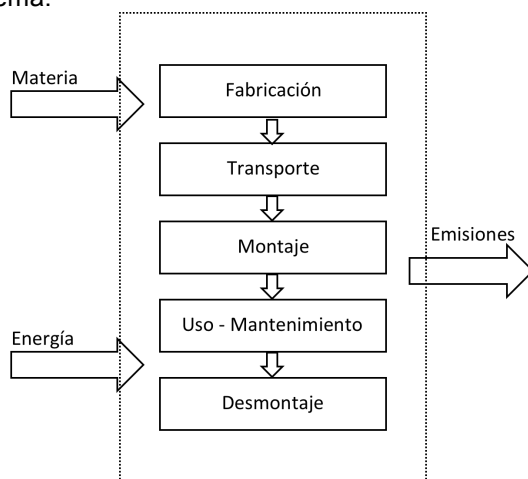 ema:
Materia
Fabricación
Transporte
Emisiones
Montaje
Uso - Mantenimiento
Energía
Desmontaje